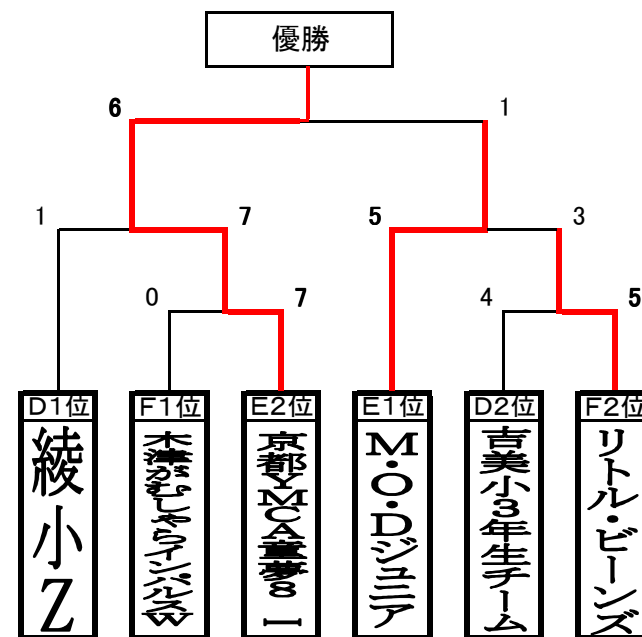 優勝
6 1
1 7 5 3
0 7 4 5
D1位 F1位 E2位 E1位 D2位 F2位
綾小Z
木津がむしゃらインパルスW
京都YMCA童夢8ー
M・O・Dジュニア
吉美小3年生チーム
リトル・ビーンズ